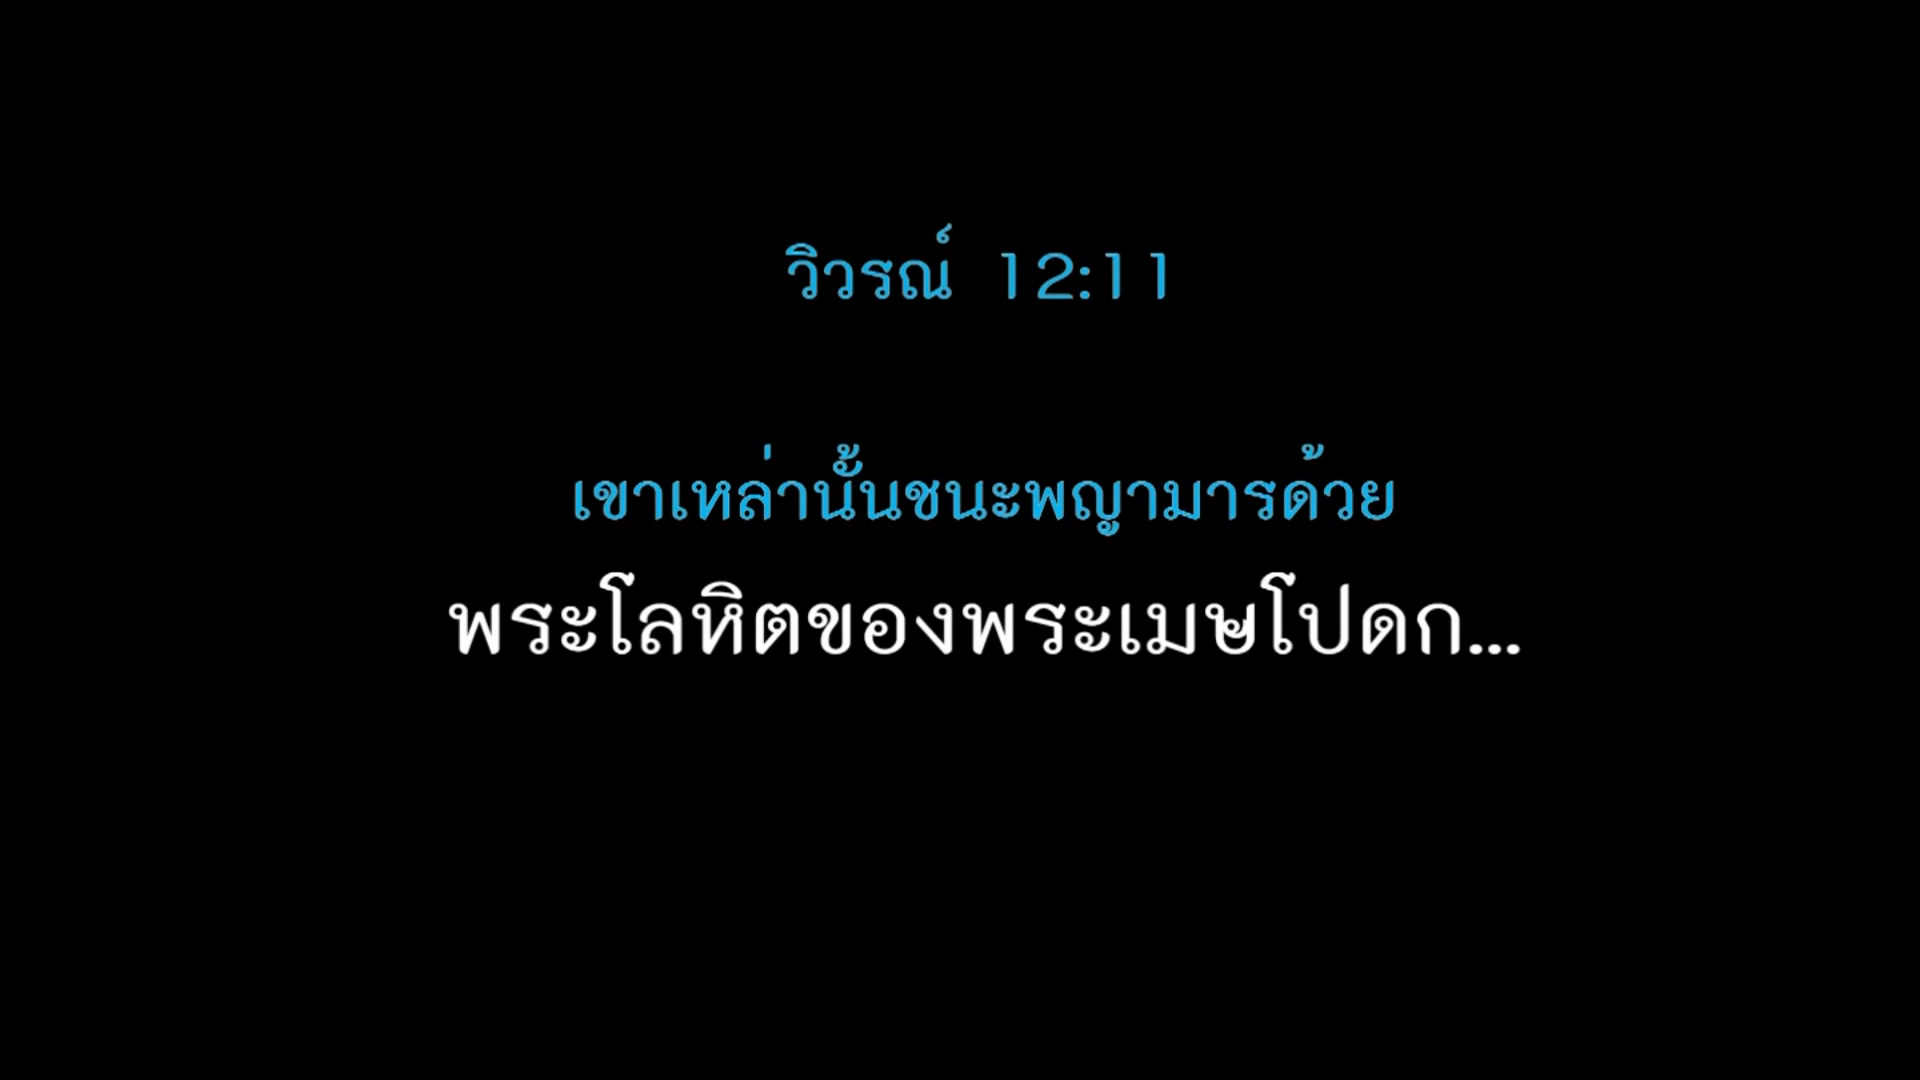 วิวรณ์ 12:11
เขาเหล่านั้นชนะพญามารด้วย
พระโลหิตของพระเมษโปดก...